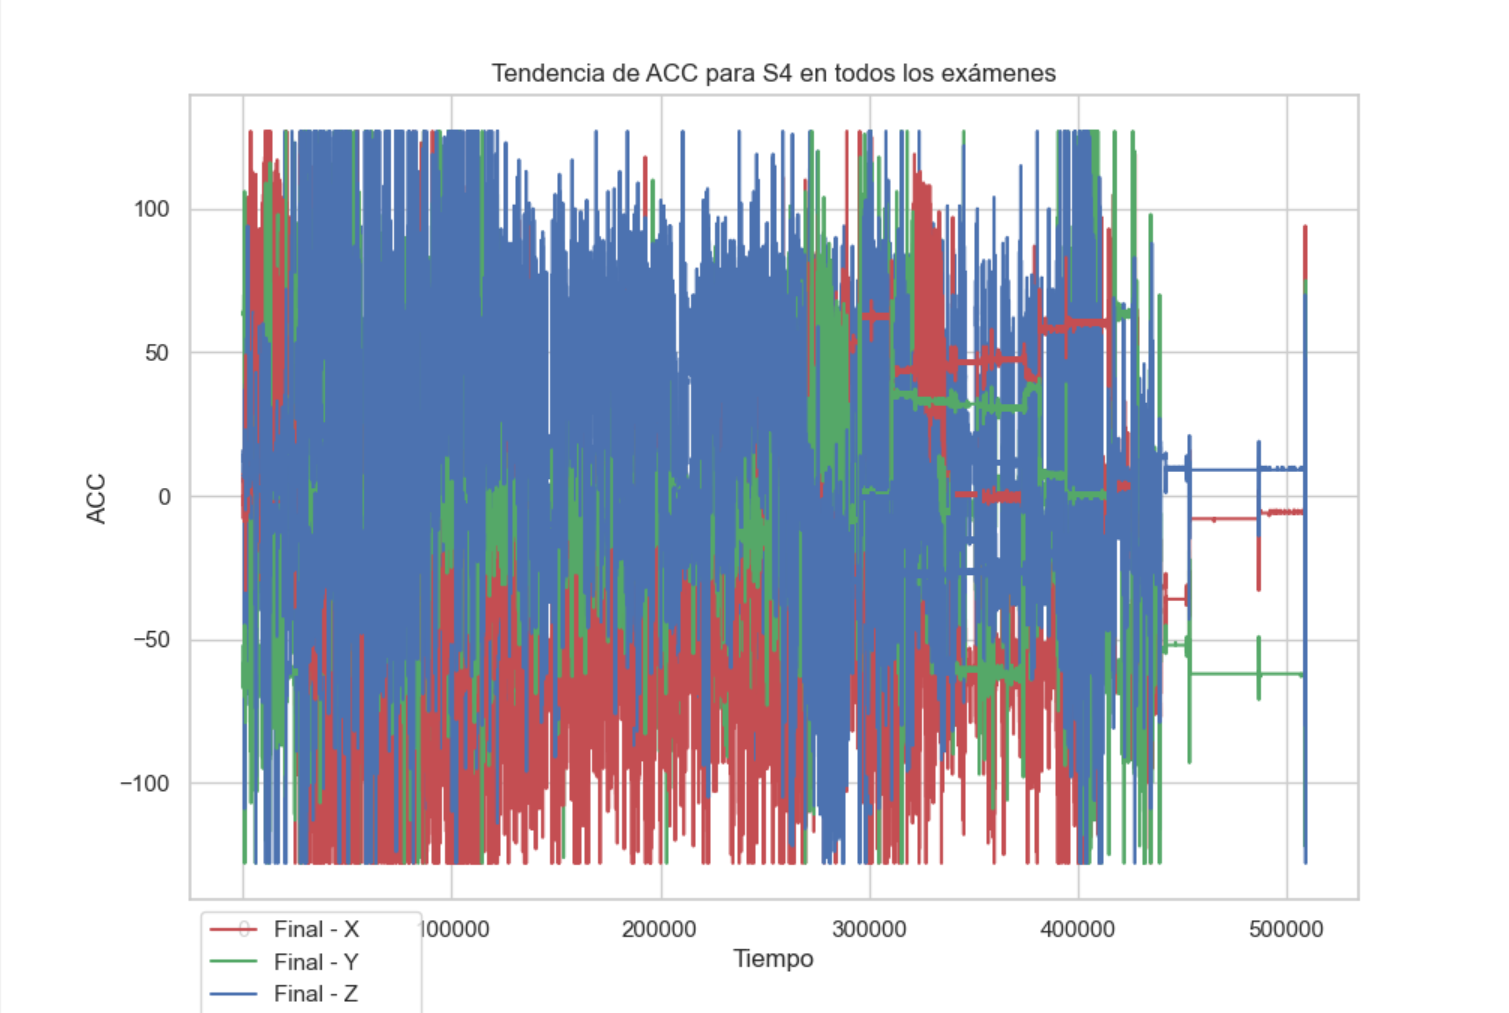 Tendencia de ACC para S4 en todos los exámenes
100
50
0
−50
−100
ACC
0
100000
200000
300000
400000
500000
Tiempo
Final - X
Final - Y
Final - Z